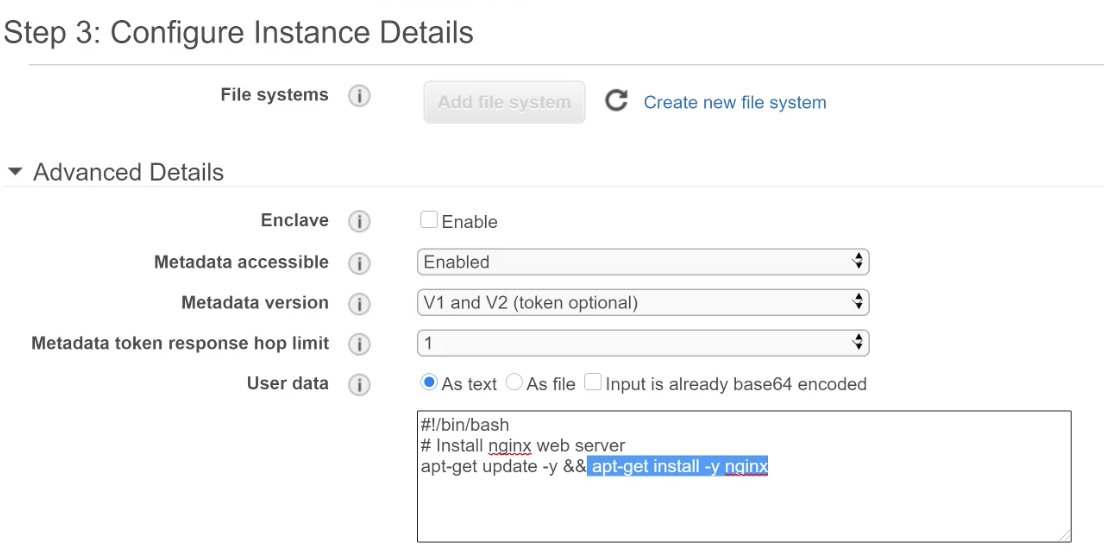 Step 3: Configure Instance Details
File systems
Add file system
Create new file system
Advanced Details
Enclave
Enable
Metadata accessible
Enabled
Metadata version
V1 and V2 (token optional)
Metadata token response hop limit
1
User data
As text As file Input is already base64 encoded
#!/bin/bash
# Install nginx web server
apt-get update -y && apt-get install -y nginx